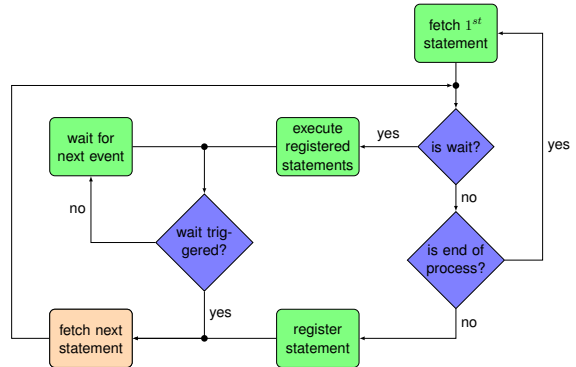 fetch 1st
statement
execute
registered
statements
yes
is wait?
yes
wait for
next event
no
no
wait trig-
gered?
is end of
process?
yes
no
fetch next
statement
register
statement